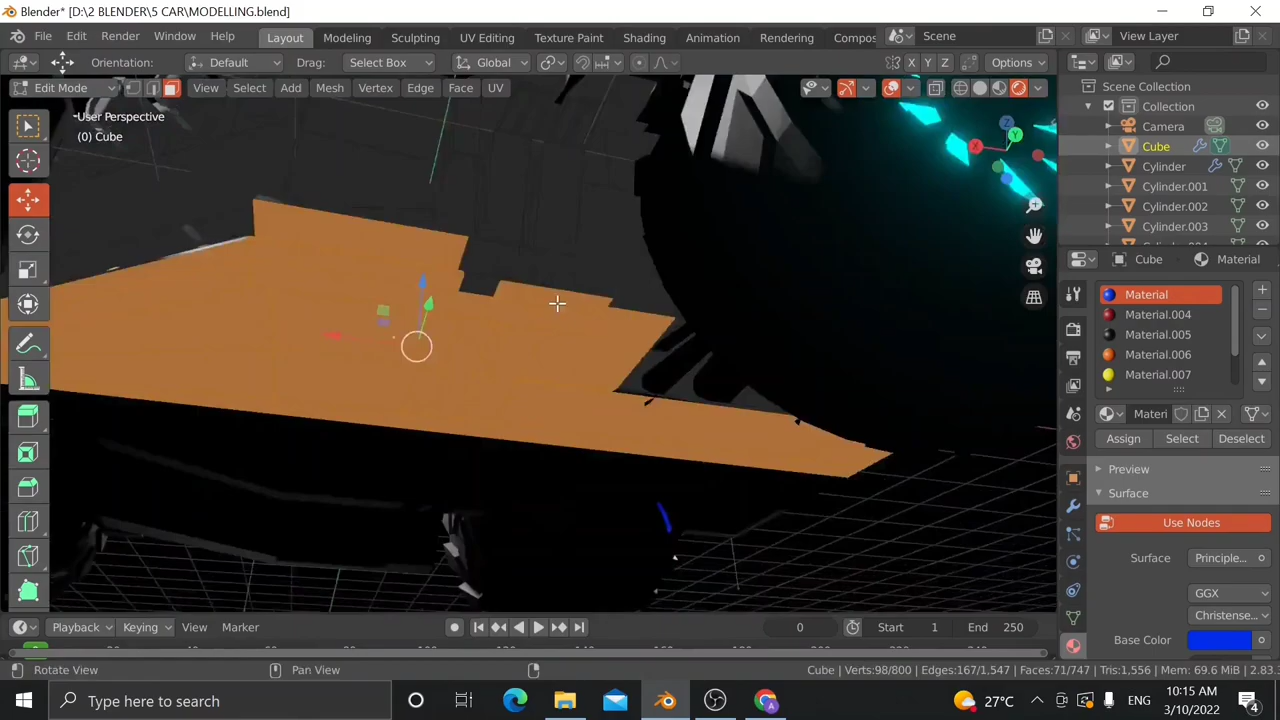 Blender* [D:\2 BLENDER\5 CAR\MODELLING.blend]
File Edit Render Window Help Layout Modeling Sculpting UV Editing Texture Paint Shading Animation Rendering Compos Scene View Layer
Orientation: Default Drag: Select Box Global X Y Z Options
Edit Mode View Select Add Mesh Vertex Edge Face UV
User Perspective
(0) Cube
Z
Y
X
Scene Collection
Collection
Camera
Cube
Cylinder
Cylinder.001
Cylinder.002
Cylinder.003
Cube Material
Material
Material.004
Material.005
Material.006
Material.007
Materi
Assign Select Deselect
Preview
Surface
Use Nodes
Surface Principle...
GGX
Christense...
Base Color
Playback Keying View Marker 0 Start 1 End 250
Rotate View Pan View Cube | Verts:98/800 | Edges:167/1,547 | Faces:71/747 | Tris:1,556 | Mem: 69.6 MiB | 2.83.
Type here to search 27°C ENG 10:15 AM
3/10/2022
4